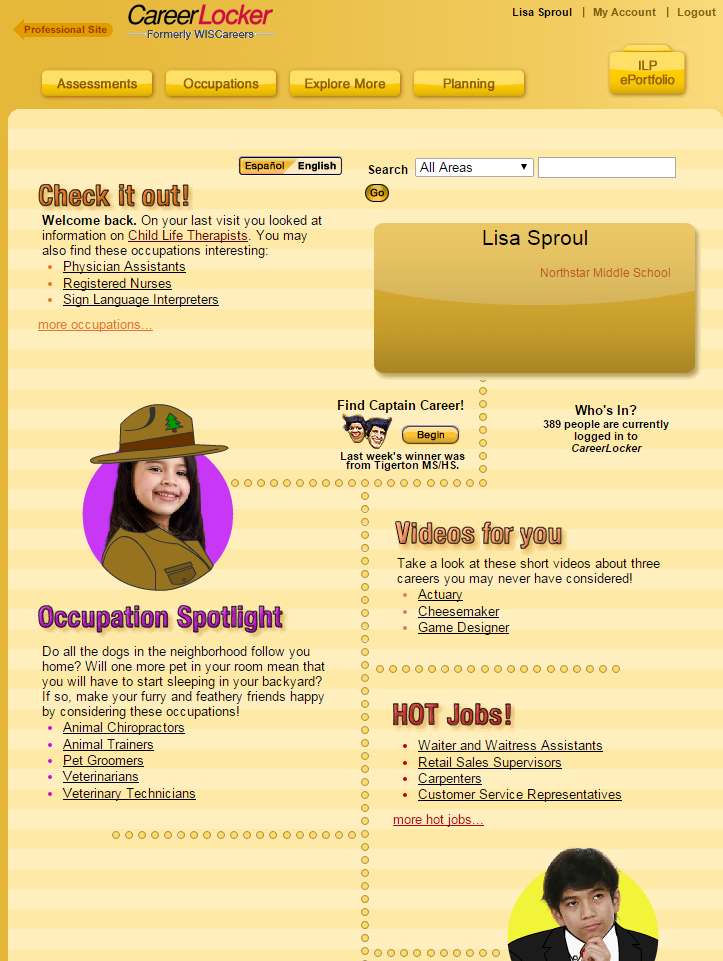 Professional Site
CareerLocker
Formerly WISCareers
Lisa Sproul | My Account | Logout
Assessments
Occupations
Explore More
Planning
ILP
ePortfolio
Español English
Search All Areas
Go
Check it out!
Welcome back. On your last visit you looked at
information on Child Life Therapists. You may
also find these occupations interesting:
Physician Assistants
Registered Nurses
Sign Language Interpreters
more occupations...
Lisa Sproul
Northstar Middle School
Find Captain Career!
Begin
Last week's winner was
from Tigerton MS/HS.
Who's In?
389 people are currently
logged in to
CareerLocker
Occupation Spotlight
Do all the dogs in the neighborhood follow you
home? Will one more pet in your room mean that
you will have to start sleeping in your backyard?
If so, make your furry and feathery friends happy
by considering these occupations!
Animal Chiropractors
Animal Trainers
Pet Groomers
Veterinarians
Veterinary Technicians
Videos for you
Take a look at these short videos about three
careers you may never have considered!
Actuary
Cheesemaker
Game Designer
HOT Jobs!
Waiter and Waitress Assistants
Retail Sales Supervisors
Carpenters
Customer Service Representatives
more hot jobs...